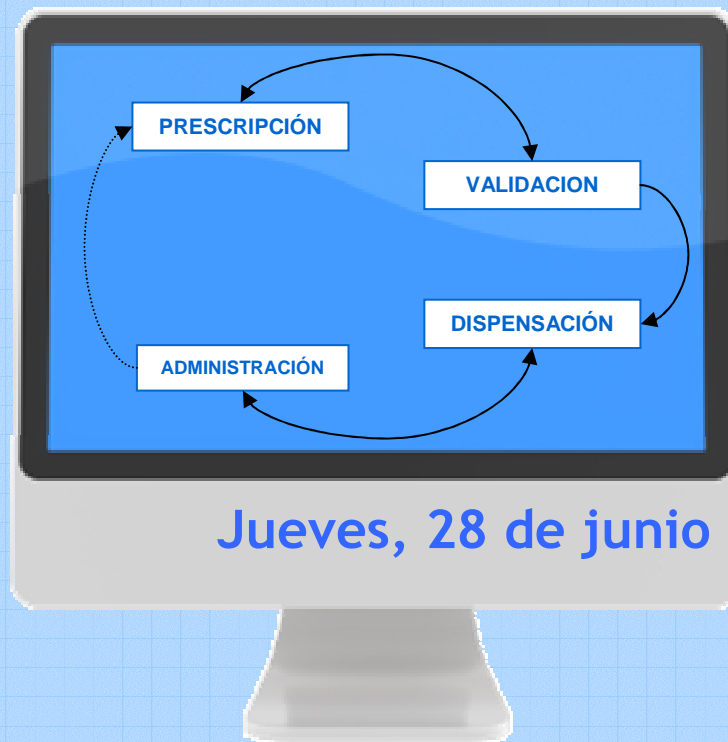 PRESCRIPCIÓN
VALIDACION
DISPENSACIÓN
ADMINISTRACIÓN
Jueves, 28 de junio